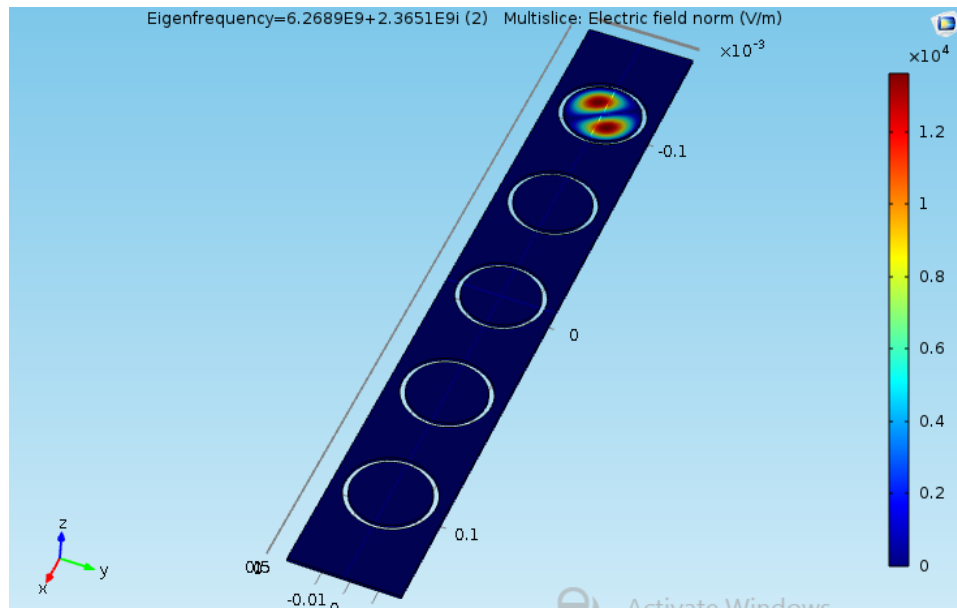 Eigenfrequency=6.2689E9+2.3651E9i (2) Multislice: Electric field norm (V/m)
×10⁻³
×10⁴
1.2
-0.1
1
0.8
0
0.6
0.4
0.2
0.1
0
z
y
x
-0.01
0
Activate Windows